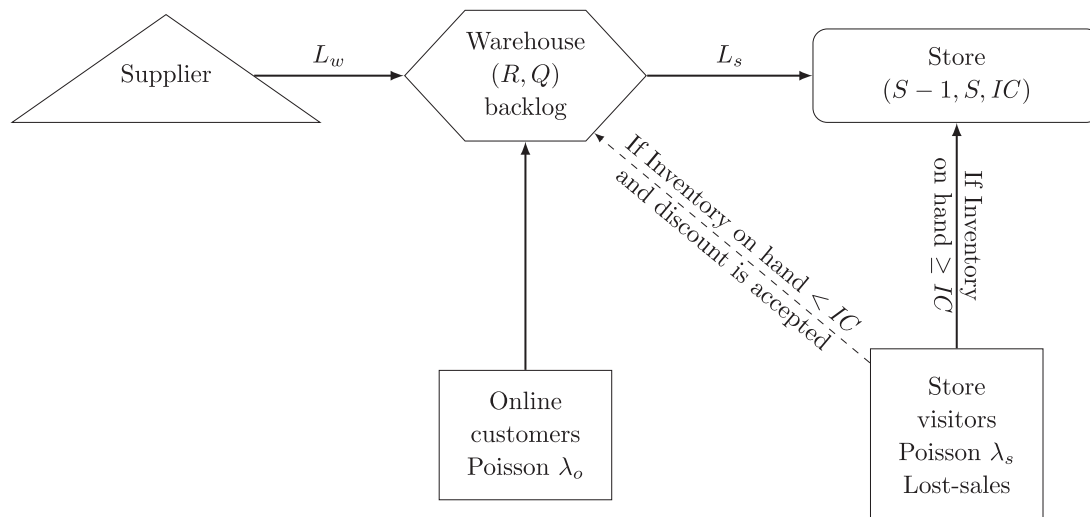 Supplier
L_w
Warehouse
(R, Q)
backlog
L_s
Store
(S − 1, S, IC)
If Inventory on hand < IC
and discount is accepted
If Inventory
on hand ≥ IC
Online
customers
Poisson λ_o
Store
visitors
Poisson λ_s
Lost-sales